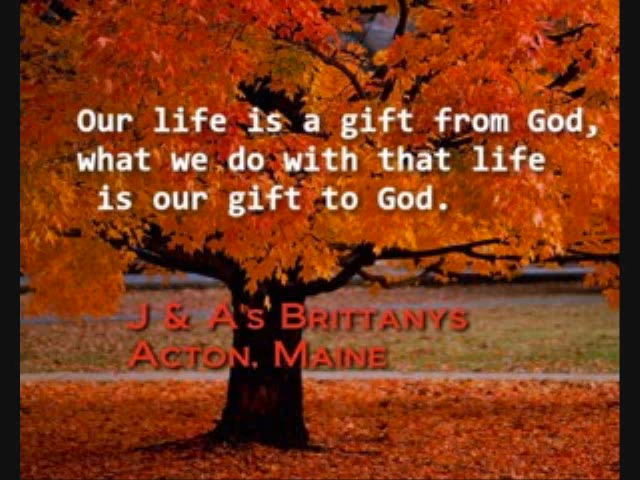 Our life is a gift from God,
what we do with that life
is our gift to God.
J & A's Brittanys
Acton, Maine